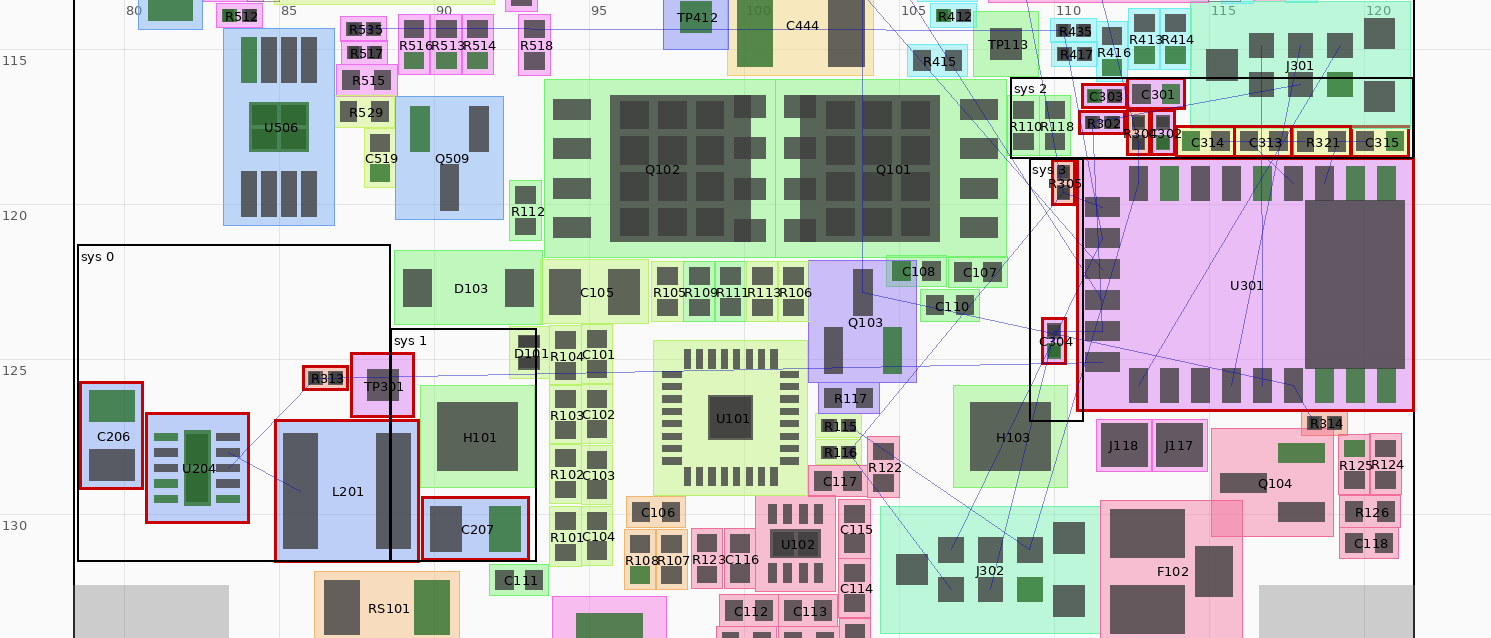 80 85 90 95 100 105 110 115 120
R512 TP412 C444 R412
R535 R516 R513 R514 R518 R435 R413 R414
R517 TP113 R417 R416
115 R515 R415 J301
sys 2 C303 C301
R529 R110 R118 R302
U506 R304 C302
C519 Q509 Q102 Q101 C314 C313 R321 C315
sys 3
R305
120 R112
sys 0 C108 C107
D103 C105 R105 R109 R111 R113 R106 U301
C110
Q103
sys 1 C304
D101 R104 C101
125 R313 TP301
R117
R103 C102 U101 R115 R314
C206 H101 H103 J118 J117
R116
U204 R102 C103 R122 R125 R124
C117 Q104
L201
130 C207 C106 C115 R126
R101 C104 U102 C118
R108 R107 R123 C116 J302 F102
C111 C114
RS101 C112 C113